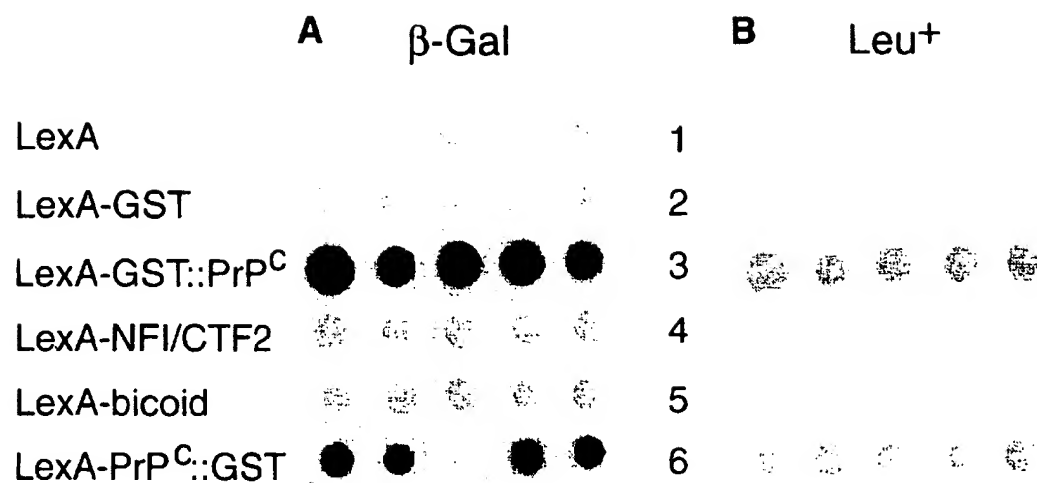 A β-Gal B Leu+
LexA 1
LexA-GST 2
LexA-GST::PrPC 3
LexA-NFI/CTF2 4
LexA-bicoid 5
LexA-PrPC::GST 6